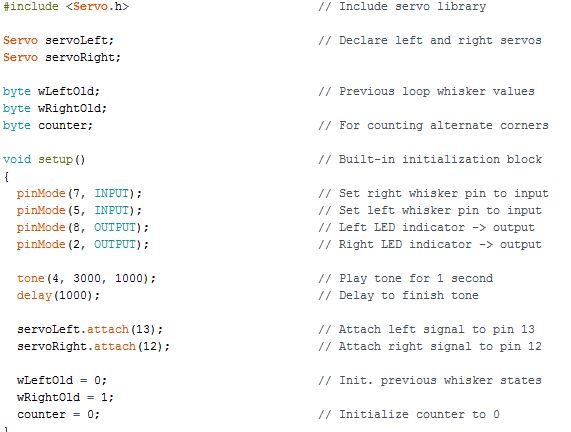 #include <Servo.h> // Include servo library
Servo servoLeft; // Declare left and right servos
Servo servoRight;
byte wLeftOld; // Previous loop whisker values
byte wRightOld;
byte counter; // For counting alternate corners
void setup() // Built-in initialization block
{
pinMode(7, INPUT); // Set right whisker pin to input
pinMode(5, INPUT); // Set left whisker pin to input
pinMode(8, OUTPUT); // Left LED indicator -> output
pinMode(2, OUTPUT); // Right LED indicator -> output
tone(4, 3000, 1000); // Play tone for 1 second
delay(1000); // Delay to finish tone
servoLeft.attach(13); // Attach left signal to pin 13
servoRight.attach(12); // Attach right signal to pin 12
wLeftOld = 0; // Init. previous whisker states
wRightOld = 1;
counter = 0; // Initialize counter to 0
}